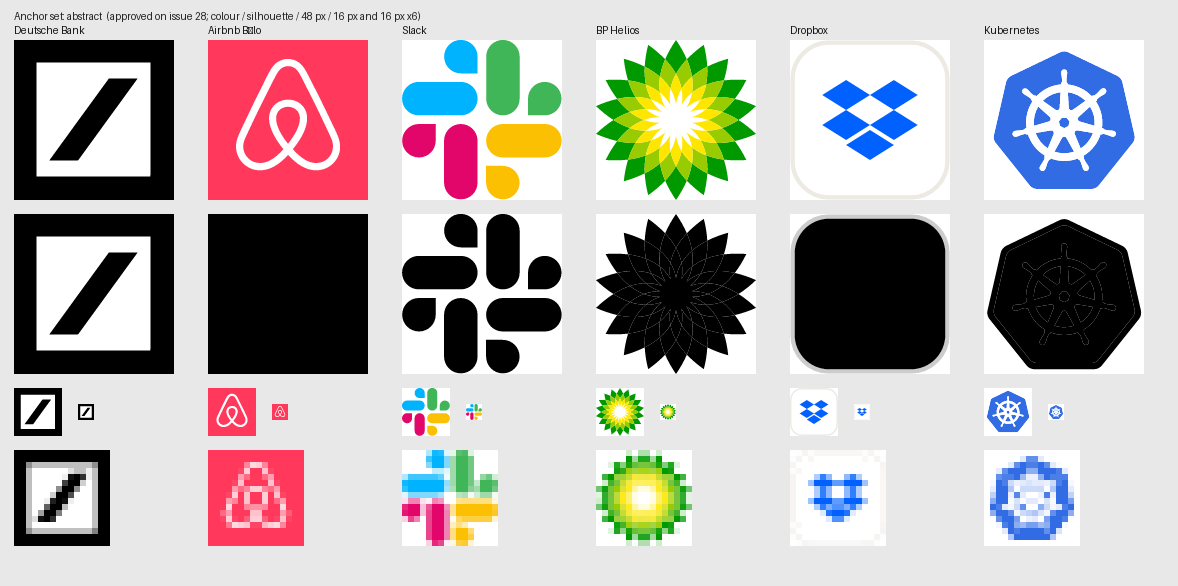 Anchor set: abstract (approved on issue 28; colour / silhouette / 48 px / 16 px and 16 px x6)
Deutsche Bank
Airbnb
Slack
BP Helios
Dropbox
Kubernetes